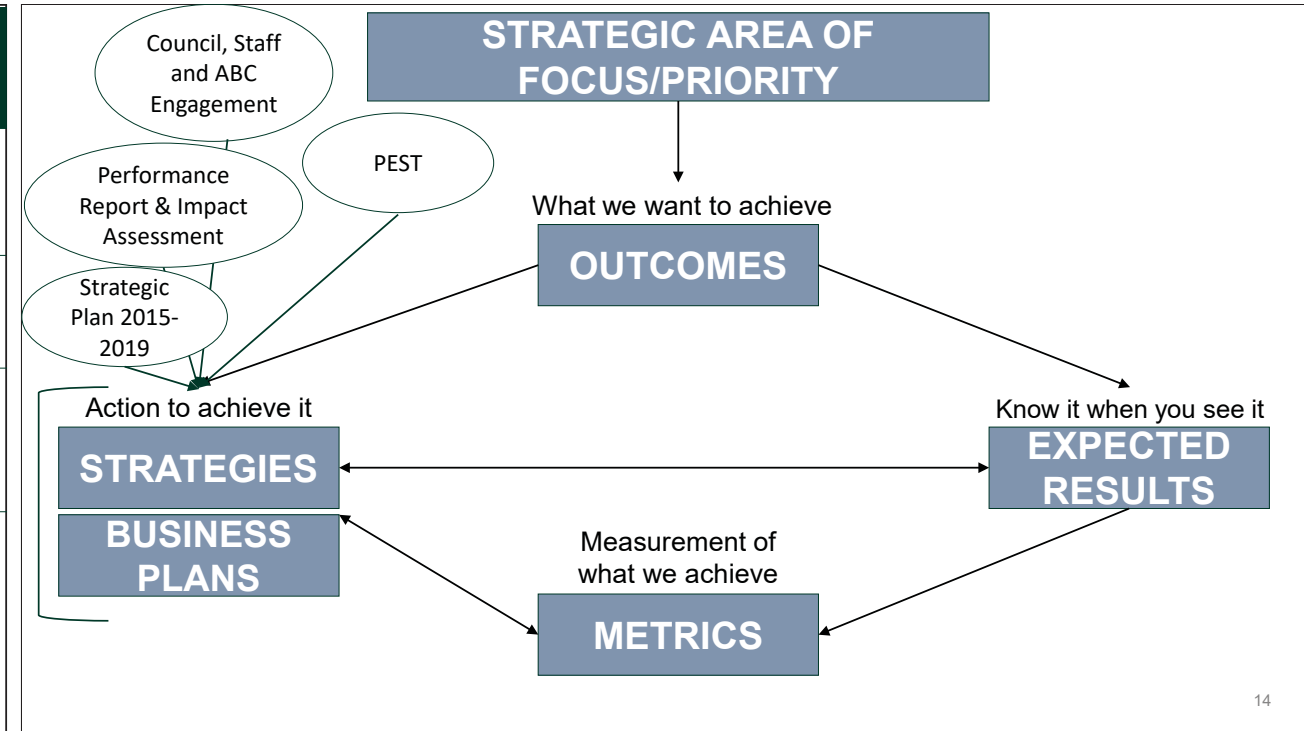 STRATEGIC AREA OF
FOCUS/PRIORITY
Council, Staff
and ABC
Engagement
PEST
Performance
Report & Impact
Assessment
Strategic
Plan 2015-
2019
What we want to achieve
OUTCOMES
Action to achieve it
STRATEGIES
BUSINESS
PLANS
Know it when you see it
EXPECTED
RESULTS
Measurement of
what we achieve
METRICS
14